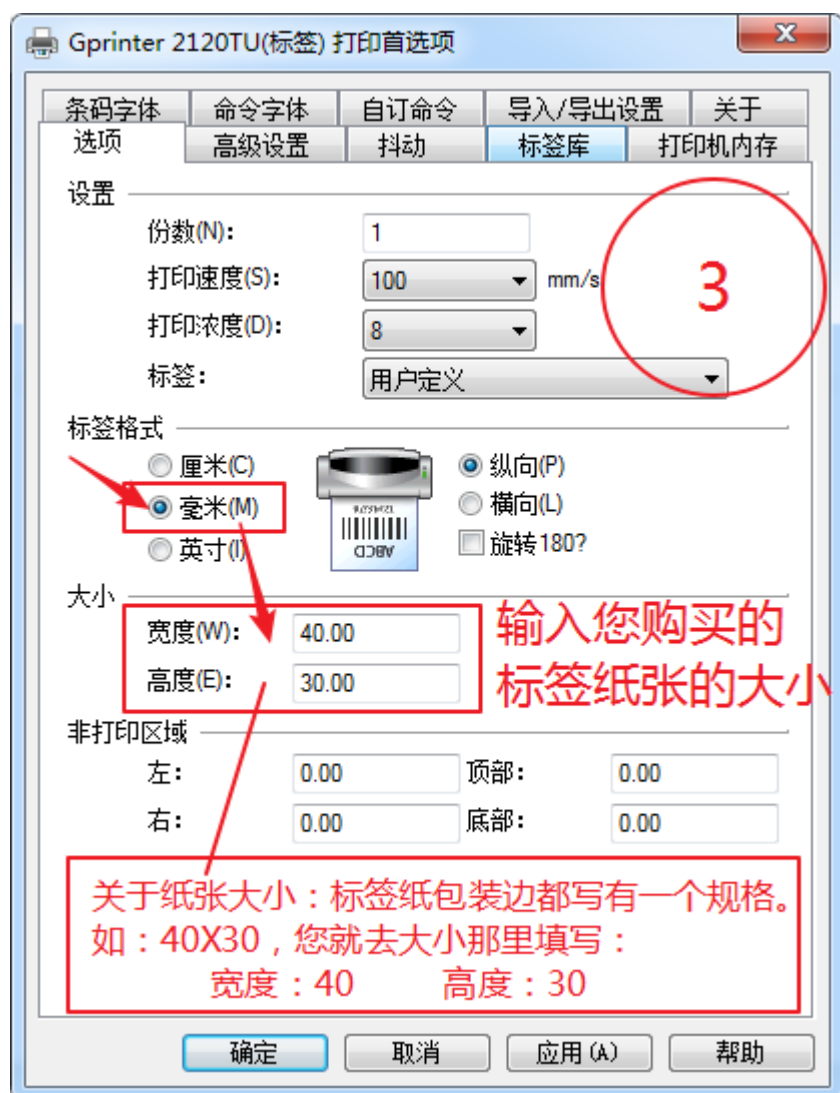 Gprinter 2120TU(标签) 打印首选项
条码字体 命令字体 自订命令 导入/导出设置 关于
选项 高级设置 抖动 标签库 打印机内存
设置
份数(N): 1
打印速度(S): 100 mm/s
3
打印浓度(D): 8
标签: 用户定义
标签格式
厘米(C) 纵向(P)
毫米(M) 横向(L)
英寸(I) 旋转180?
12345678
ABCD
大小
宽度(W): 40.00
高度(E): 30.00
输入您购买的
标签纸张的大小
非打印区域
左: 0.00 顶部: 0.00
右: 0.00 底部: 0.00
关于纸张大小：标签纸包装边都写有一个规格。
如：40X30，您就去大小那里填写：
宽度：40 高度：30
确定 取消 应用(A) 帮助